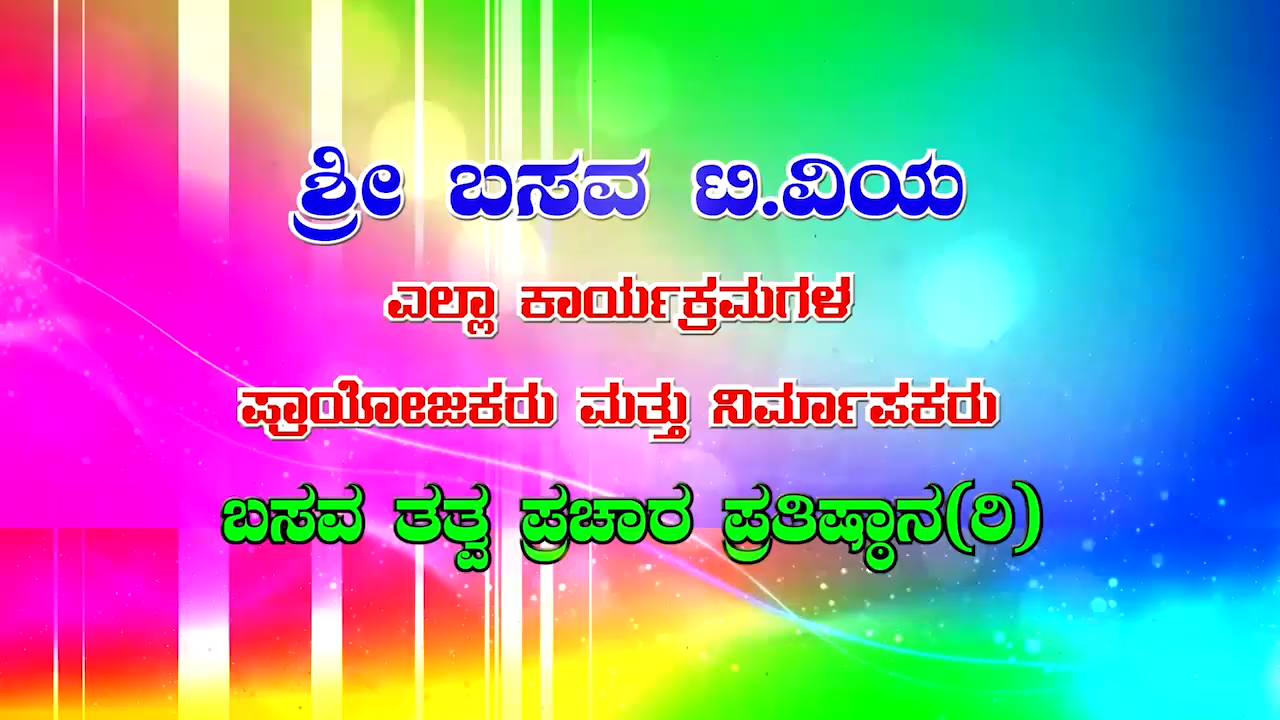 ಶ್ರೀ ಬಸವ ಟಿ.ವಿಯ
ಎಲ್ಲಾ ಕಾರ್ಯಕ್ರಮಗಳ
ಪ್ರಾಯೋಜಕರು ಮತ್ತು ನಿರ್ಮಾಪಕರು
ಬಸವ ತತ್ವ ಪ್ರಚಾರ ಪ್ರತಿಷ್ಠಾನ(ರಿ)